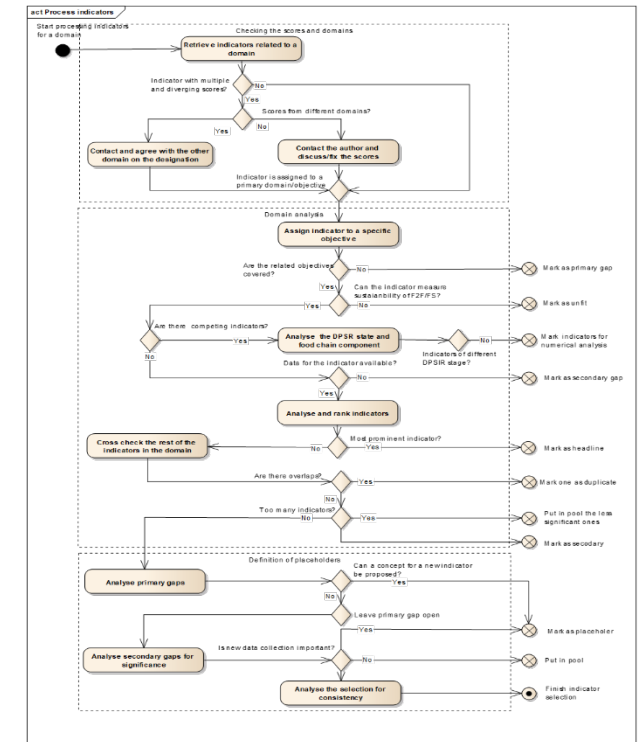 act Process indicators
Start processing indicators
for a domain
Checking the scores and domains
Retrieve indicators related to a
domain
Indicator with multiple
and diverging scores?
No
Yes
Scores from different domains?
Yes
No
Contact and agree with the other
domain on the designation
Contact the author and
discuss/fix the scores
Indicator is assigned to a
primary domain/objective
Domain analysis
Assign indicator to a specific
objective
Are the related objectives
covered?
No
Mark as primary gap
Yes
Can the indicator measure
sustainability of F2F/FS?
Yes
No
Mark as unfit
Are there competing indicators?
Yes
Analyse the DPSR state and
food chain component
No
Mark indicators for
numerical analysis
Indicators of different
DPSIR stage?
No
Data for the indicator available?
No
Mark as secondary gap
Yes
Analyse and rank indicators
Cross check the rest of the
indicators in the domain
Most prominent indicator?
No
Yes
Mark as headline
Are there overlaps?
Yes
Mark one as duplicate
No
Too many indicators?
No
Yes
Put in pool the less
significant ones
Mark as secodary
Definition of placeholders
Can a concept for a new indicator
be proposed?
Yes
Analyse primary gaps
No
Leave primary gap open
Yes
Mark as placeholer
Is new data collection important?
Analyse secondary gaps for
significance
No
Put in pool
Analyse the selection for
consistency
Finish indicator
selection